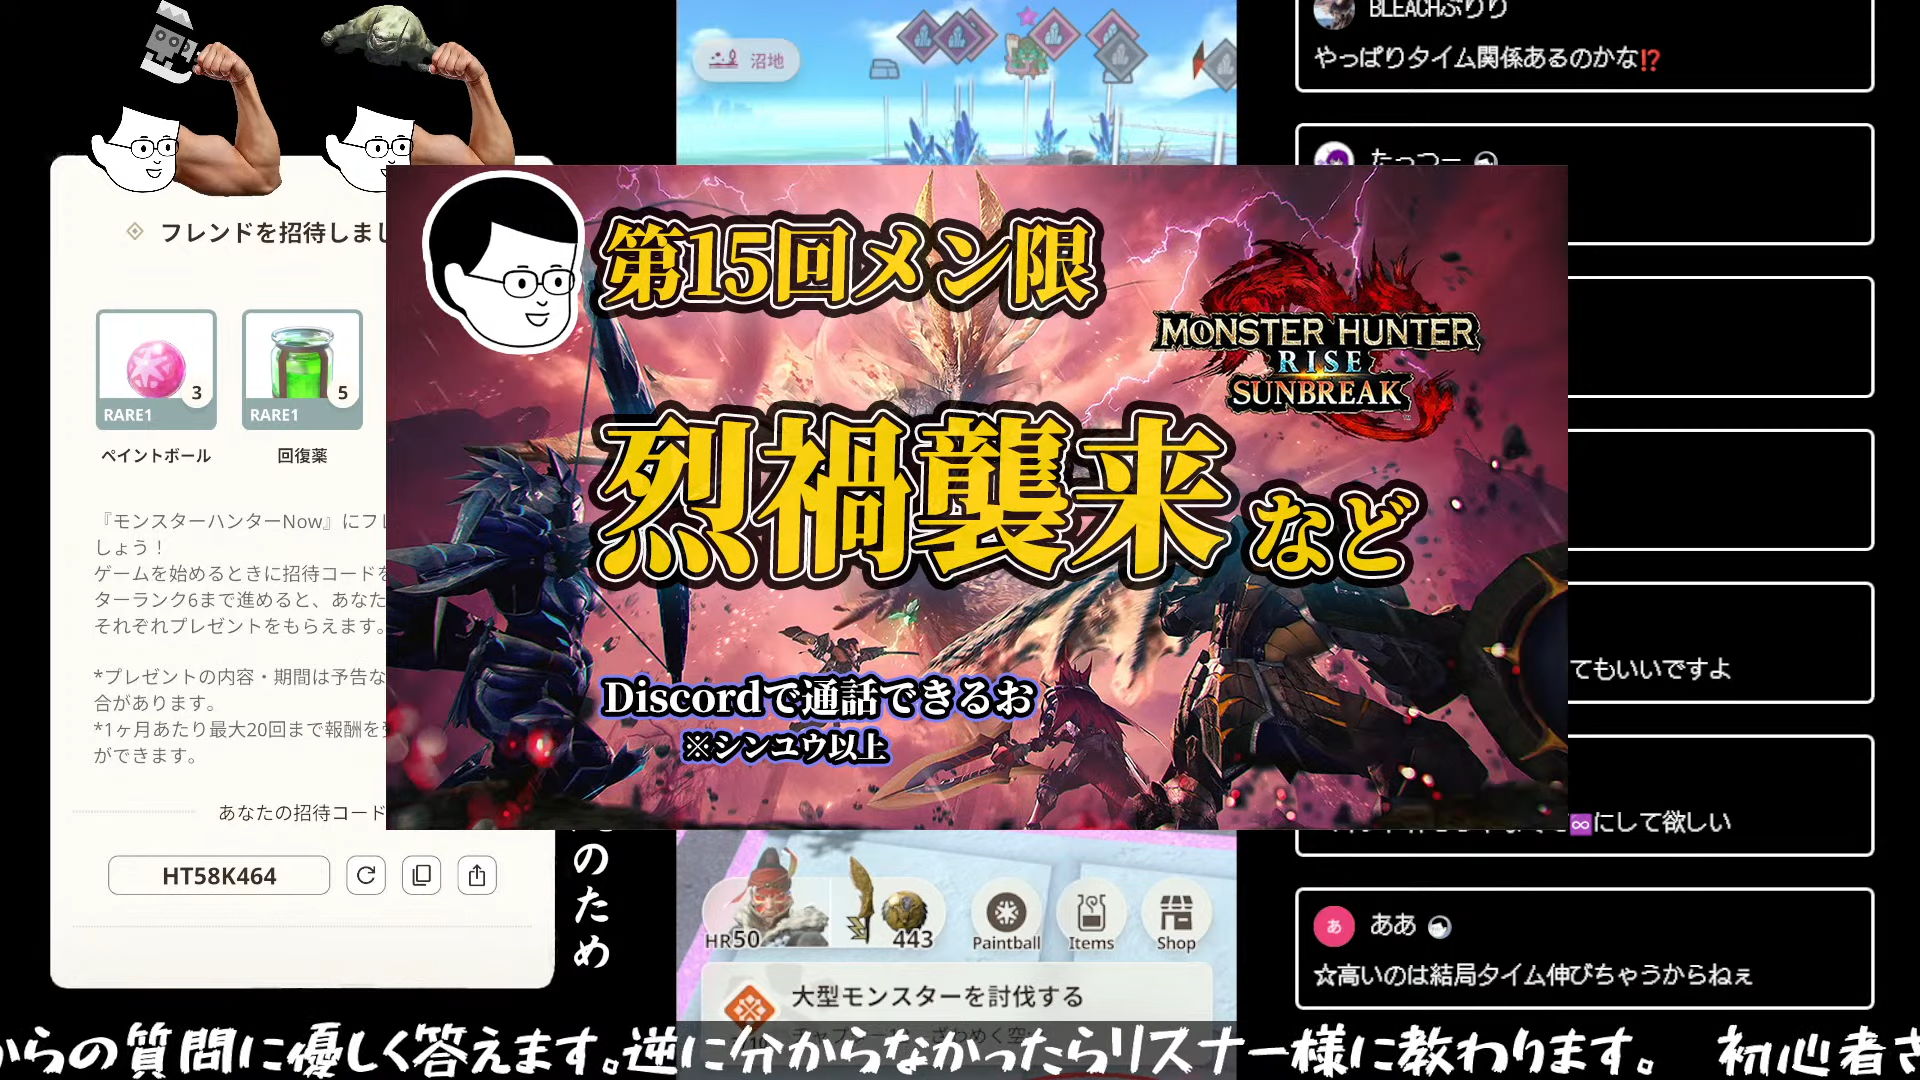 フレンドを招待しまし
3
RARE1
ペイントボール
5
RARE1
回復薬
『モンスターハンターNow』にフレ
しょう！
ゲームを始めるときに招待コードを
ターランク6まで進めると、あなた
それぞれプレゼントをもらえます。
*プレゼントの内容・期間は予告な
合があります。
*1ヶ月あたり最大20回まで報酬を受
ができます。
あなたの招待コード
HT58K464
のため
沼地
第15回メン限
MONSTER HUNTER
RISE
SUNBREAK
烈禍襲来など
Discordで通話できるお
※シンユウ以上
HR50
443
Paintball
Items
Shop
大型モンスターを討伐する
BLEACHぶりり
やっぱりタイム関係あるのかな⁉
たっつー
てもいいですよ
♾にして欲しい
あ
ああ
☆高いのは結局タイム伸びちゃうからねぇ
からの質問に優しく答えます。逆に分からなかったらリスナー様に教わります。　初心者さ